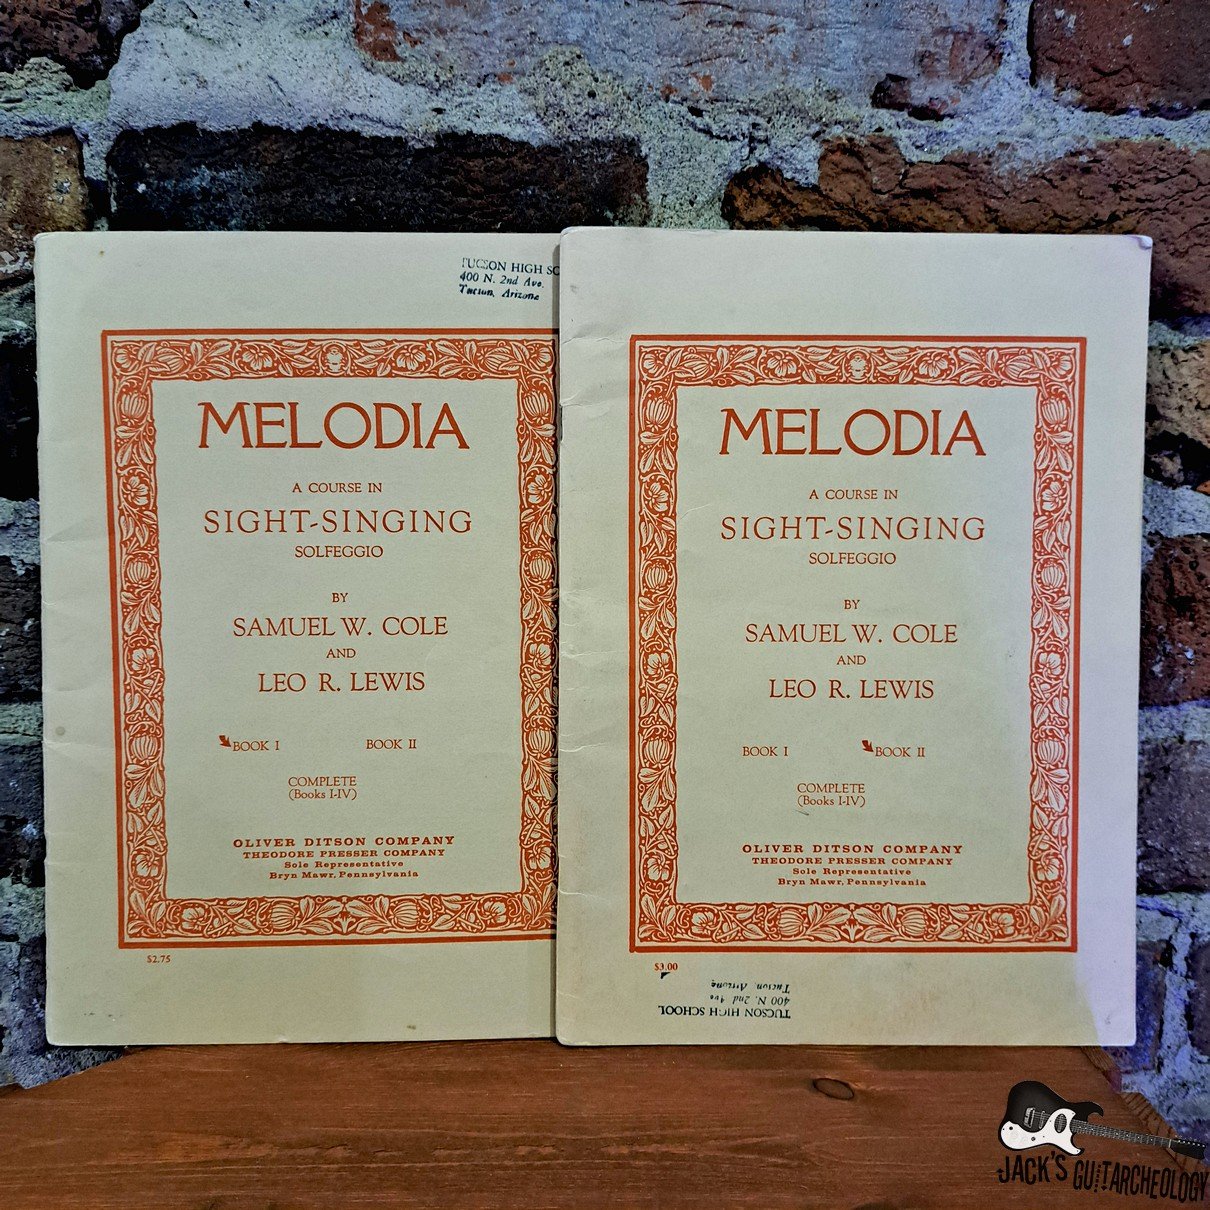 TUCSON HIGH SC
400 N. 2nd Ave.
Tucson, Arizona
MELODIA
A COURSE IN
SIGHT-SINGING
SOLFEGGIO
BY
SAMUEL W. COLE
AND
LEO R. LEWIS
BOOK I BOOK II
COMPLETE
(Books I-IV)
OLIVER DITSON COMPANY
THEODORE PRESSER COMPANY
Sole Representative
Bryn Mawr, Pennsylvania
$2.75
MELODIA
A COURSE IN
SIGHT-SINGING
SOLFEGGIO
BY
SAMUEL W. COLE
AND
LEO R. LEWIS
BOOK I BOOK II
COMPLETE
(Books I-IV)
OLIVER DITSON COMPANY
THEODORE PRESSER COMPANY
Sole Representative
Bryn Mawr, Pennsylvania
$3.00
TUCSON HIGH SCHOOL
400 N. 2nd Ave
Tucson, Arizona
JACK'S GUITARCHEOLOGY